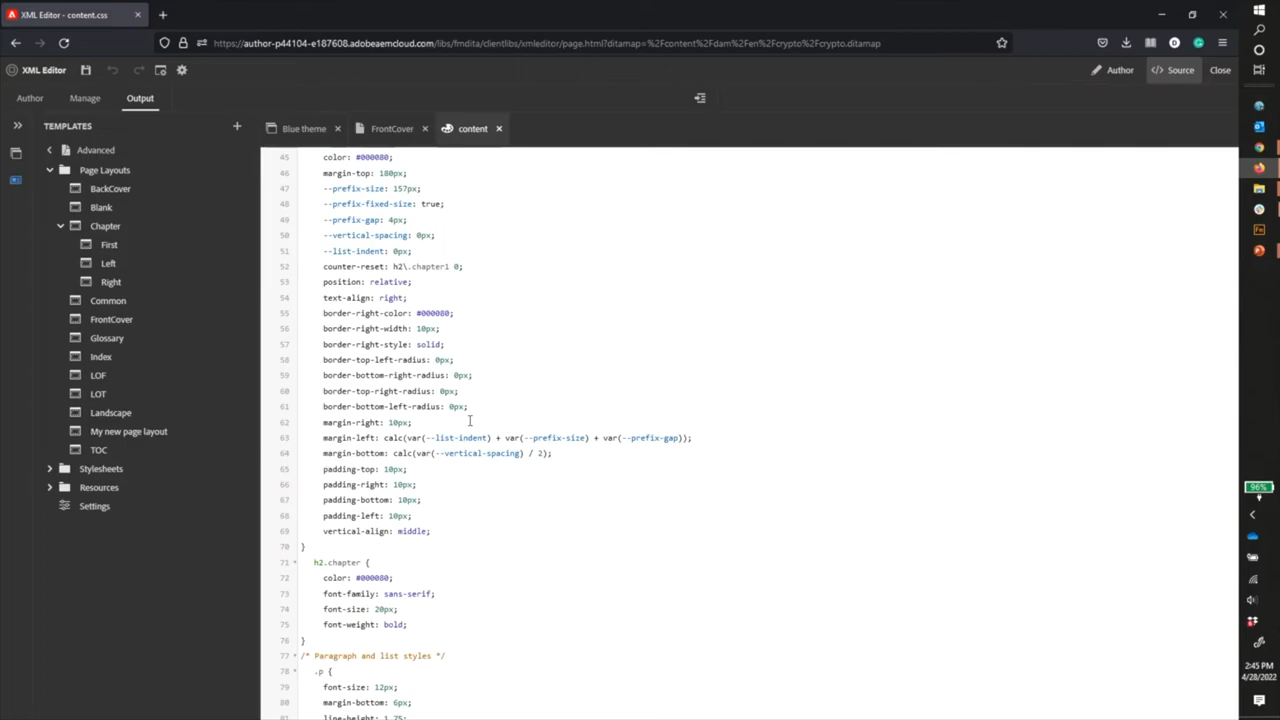 XML Editor - content.css
https://author-p44104-e187608.adobeaemcloud.com/libs/fmdita/clientlibs/xmleditor/page.html?ditamap=%2Fcontent%2Fdam%2Fen%2Fcrypto%2Fcrypto.ditamap
XML Editor
Author
Source
Close
Author Manage Output
TEMPLATES
Advanced
Page Layouts
BackCover
Blank
Chapter
First
Left
Right
Common
FrontCover
Glossary
Index
LOF
LOT
Landscape
My new page layout
TOC
Stylesheets
Resources
Settings
Blue theme FrontCover content
45 color: #000080;
46 margin-top: 180px;
47 --prefix-size: 157px;
48 --prefix-fixed-size: true;
49 --prefix-gap: 4px;
50 --vertical-spacing: 0px;
51 --list-indent: 0px;
52 counter-reset: h2\.chapter1 0;
53 position: relative;
54 text-align: right;
55 border-right-color: #000080;
56 border-right-width: 10px;
57 border-right-style: solid;
58 border-top-left-radius: 0px;
59 border-bottom-right-radius: 0px;
60 border-top-right-radius: 0px;
61 border-bottom-left-radius: 0px;
62 margin-right: 10px;
63 margin-left: calc(var(--list-indent) + var(--prefix-size) + var(--prefix-gap));
64 margin-bottom: calc(var(--vertical-spacing) / 2);
65 padding-top: 10px;
66 padding-right: 10px;
67 padding-bottom: 10px;
68 padding-left: 10px;
69 vertical-align: middle;
70 }
71 h2.chapter {
72 color: #000080;
73 font-family: sans-serif;
74 font-size: 20px;
75 font-weight: bold;
76 }
77 /* Paragraph and list styles */
78 .p {
79 font-size: 12px;
80 margin-bottom: 6px;
81 line-height: 1.75;
96%
2:45 PM
4/28/2022